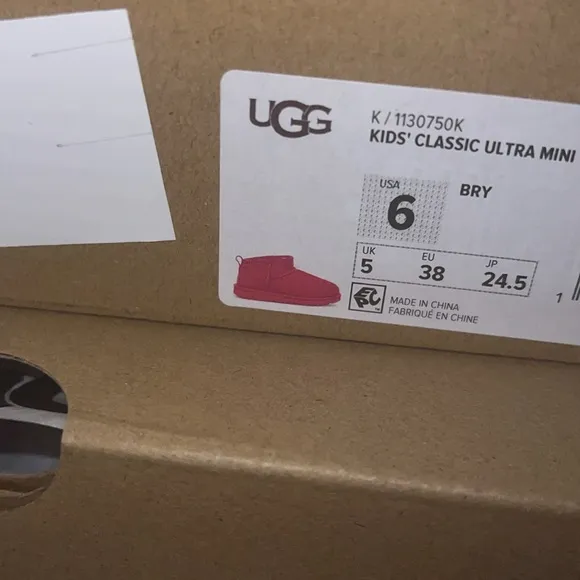 UGG
K / 1130750K
KIDS' CLASSIC ULTRA MINI
USA
6
BRY
UK
5
EU
38
JP
24.5
MADE IN CHINA
FABRIQUÉ EN CHINE
1